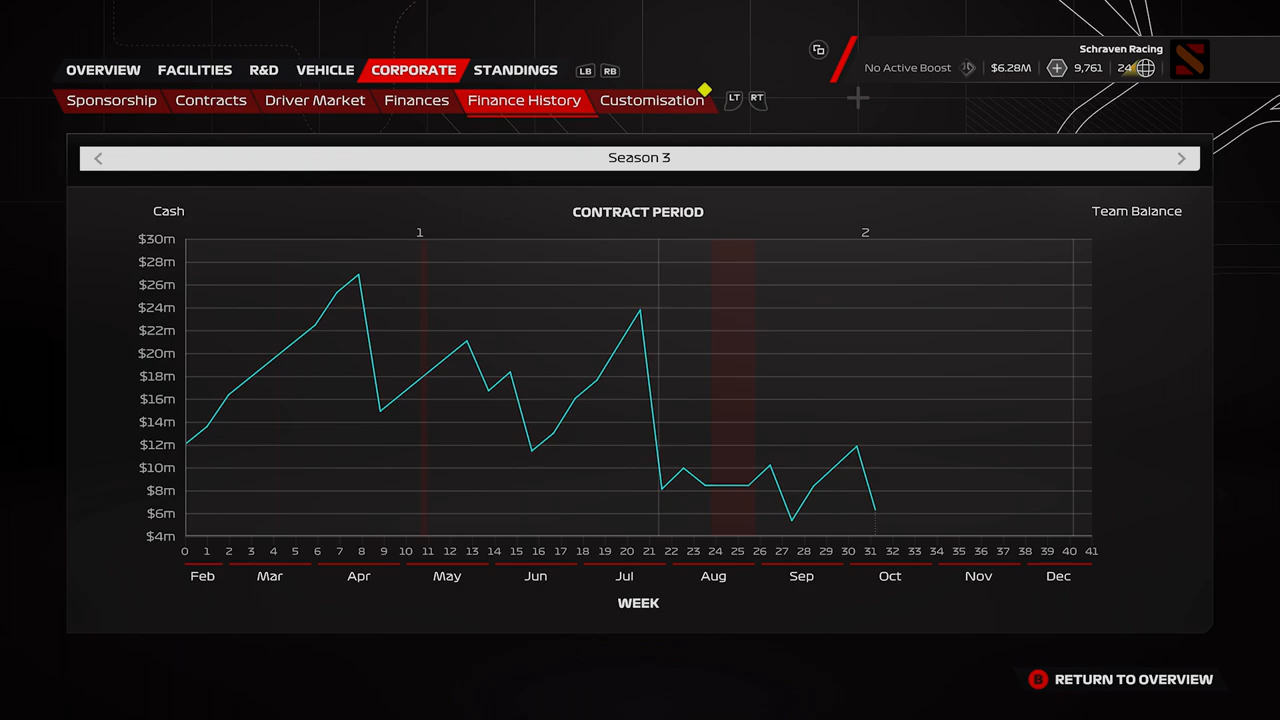 Schraven Racing
OVERVIEW FACILITIES R&D VEHICLE CORPORATE STANDINGS LB RB
No Active Boost $6.28M 9,761 24
Sponsorship Contracts Driver Market Finances Finance History Customisation LT RT
Season 3
Cash CONTRACT PERIOD Team Balance
1 2
$30m
$28m
$26m
$24m
$22m
$20m
$18m
$16m
$14m
$12m
$10m
$8m
$6m
$4m
0 1 2 3 4 5 6 7 8 9 10 11 12 13 14 15 16 17 18 19 20 21 22 23 24 25 26 27 28 29 30 31 32 33 34 35 36 37 38 39 40 41
Feb Mar Apr May Jun Jul Aug Sep Oct Nov Dec
WEEK
B RETURN TO OVERVIEW